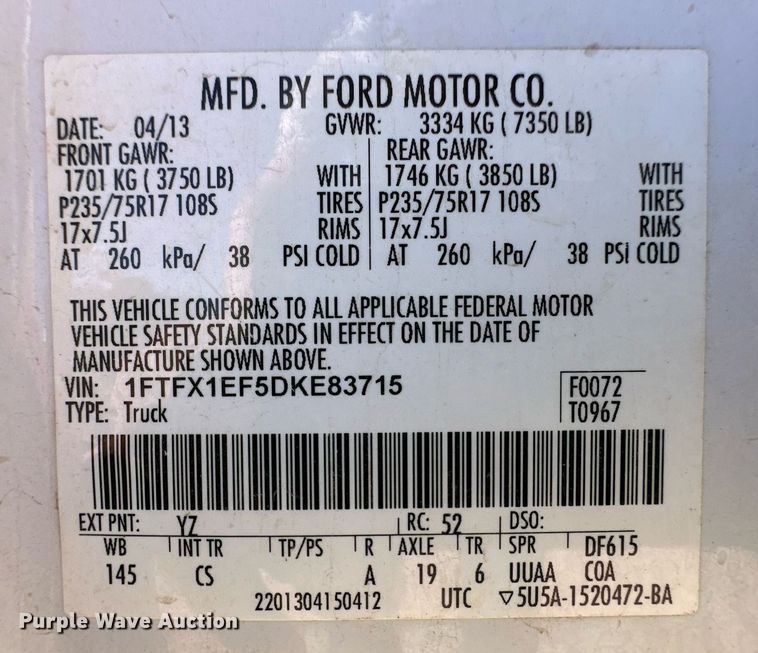 MFD. BY FORD MOTOR CO.
DATE: 04/13 GVWR: 3334 KG ( 7350 LB)
FRONT GAWR: REAR GAWR:
1701 KG ( 3750 LB) WITH 1746 KG ( 3850 LB) WITH
P235/75R17 108S TIRES P235/75R17 108S TIRES
17x7.5J RIMS 17x7.5J RIMS
AT 260 kPa/ 38 PSI COLD AT 260 kPa/ 38 PSi COLD
THIS VEHICLE CONFORMS TO ALL APPLICABLE FEDERAL MOTOR
VEHICLE SAFETY STANDARDS IN EFFECT ON THE DATE OF
MANUFACTURE SHOWN ABOVE.
VIN: 1FTFX1EF5DKE83715 F0072
TYPE: Truck T0967
EXT PNT: YZ RC: 52 DSO:
WB INT TR TP/PS R AXLE TR SPR DF615
145 CS A 19 6 UUAA COA
2201304150412 UTC ▽5U5A-1520472-BA
Purple Wave Auction